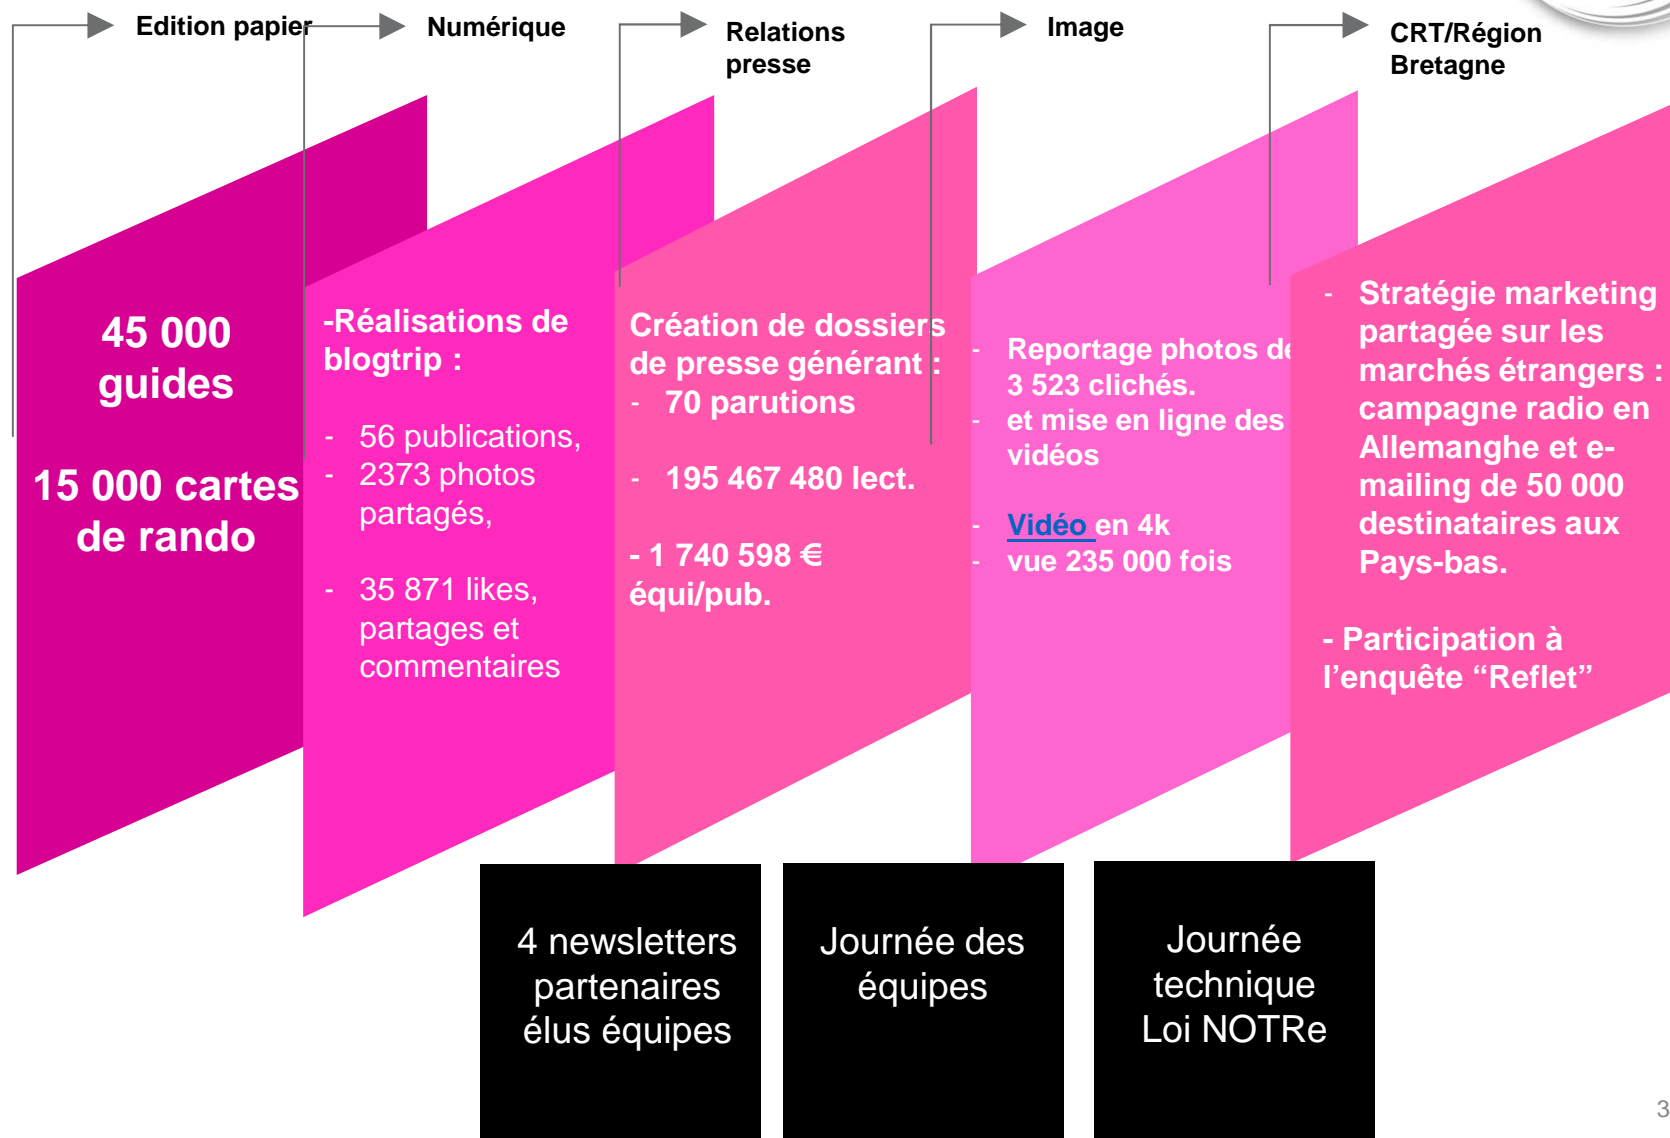 Edition papier
Numérique
Relations
presse
Image
CRT/Région
Bretagne
45 000
guides
15 000 cartes
de rando
-Réalisations de
blogtrip :
- 56 publications,
- 2373 photos
partagés,
- 35 871 likes,
partages et
commentaires
Création de dossiers
de presse générant :
- 70 parutions
- 195 467 480 lect.
- 1 740 598 €
équi/pub.
- Reportage photos de
3 523 clichés.
- et mise en ligne des
vidéos
- Vidéo en 4k
- vue 235 000 fois
- Stratégie marketing
partagée sur les
marchés étrangers :
campagne radio en
Allemanghe et e-
mailing de 50 000
destinataires aux
Pays-bas.
- Participation à
l’enquête “Reflet”
4 newsletters
partenaires
élus équipes
Journée des
équipes
Journée
technique
Loi NOTRe
3